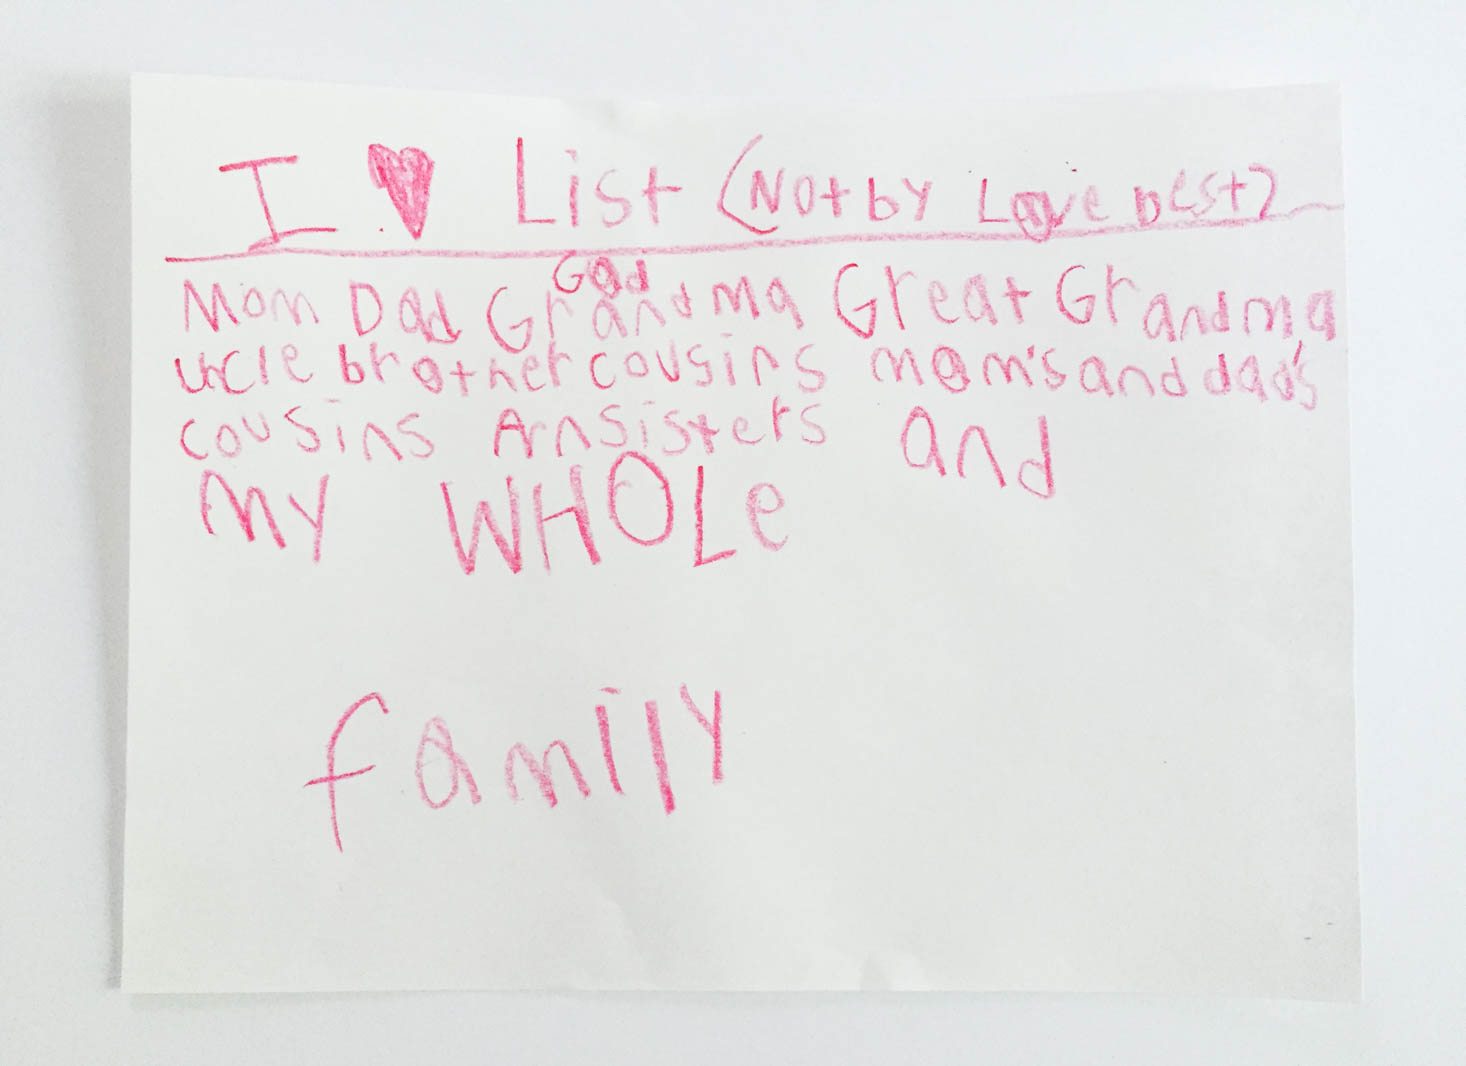 I ♥ List (Not by Love best)
God
Mom Dad Grandma Great Grandma
uncle brother cousins mom's and dad's
cousins Arnsisters and
My WHOLe
family